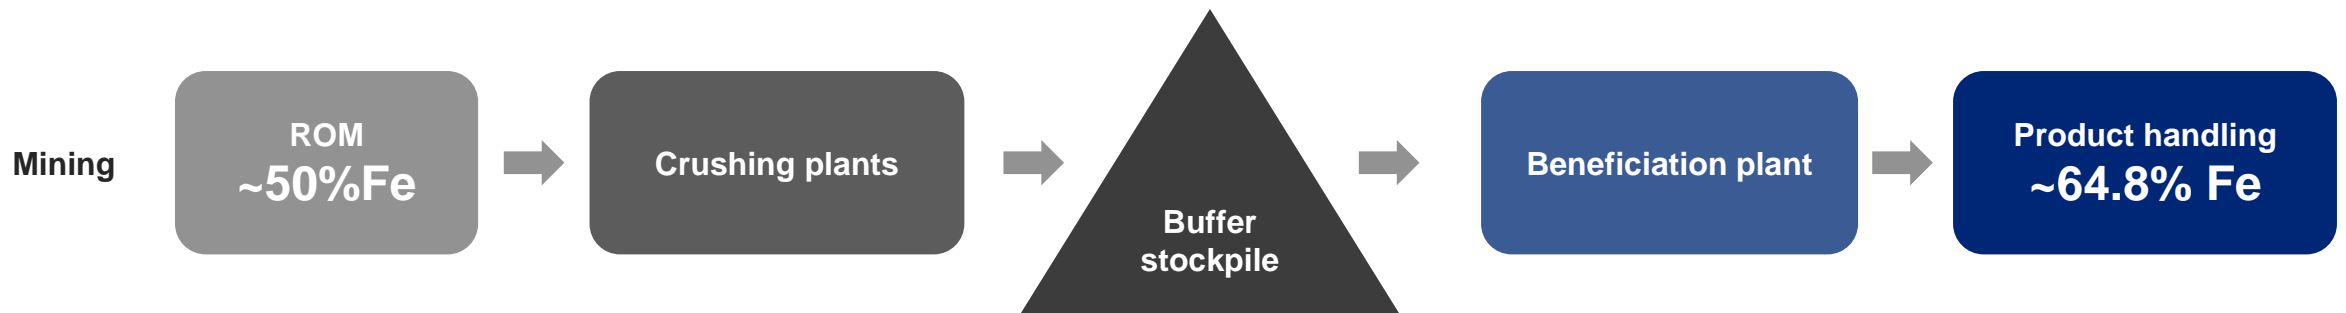 Mining
ROM
~50%Fe
Crushing plants
Buffer
stockpile
Beneficiation plant
Product handling
~64.8% Fe